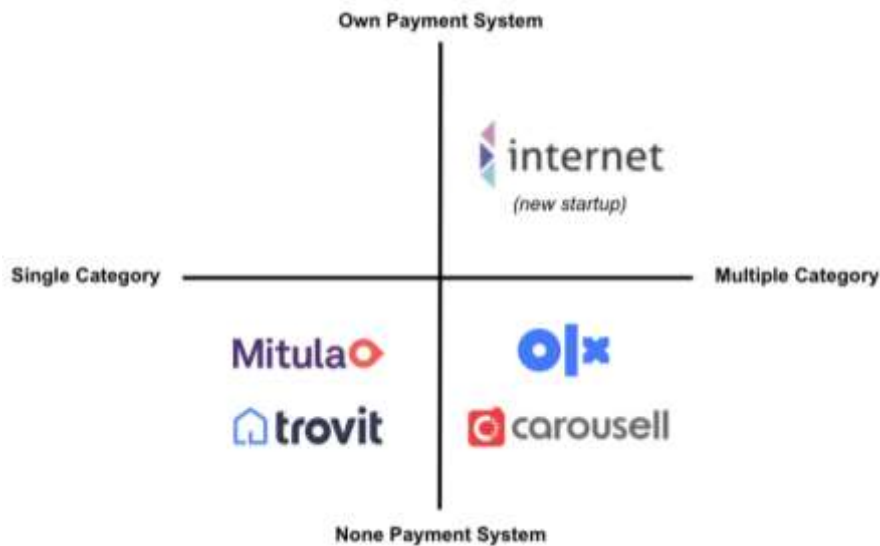 Own Payment System
internet
(new startup)
Single Category
Multiple Category
Mitula
olx
trovit
carousell
None Payment System